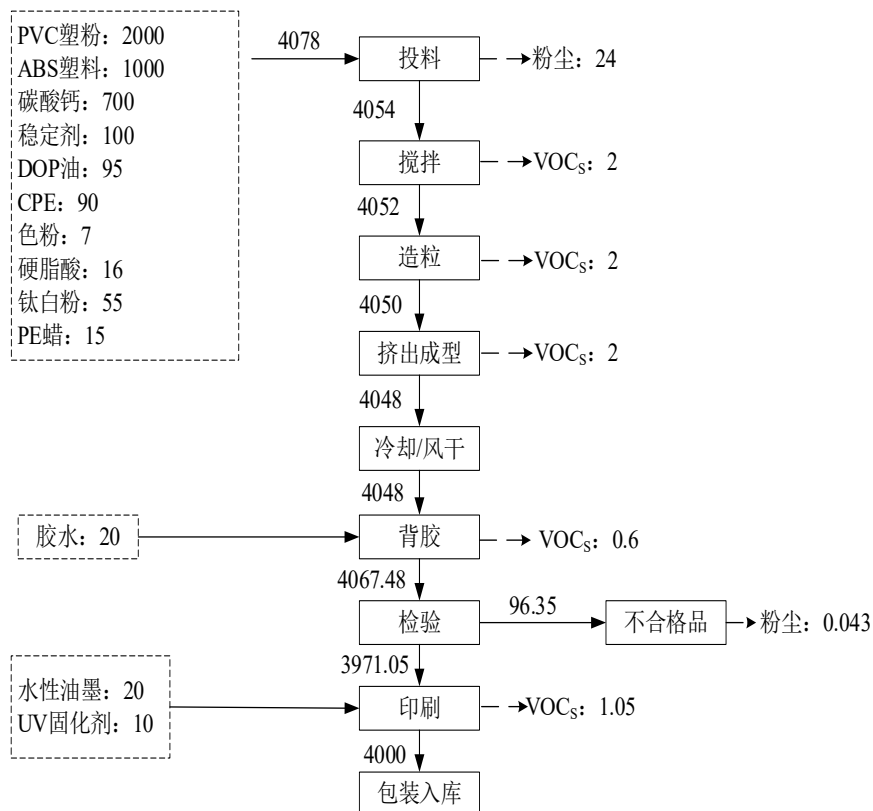 PVC塑粉：2000
ABS塑料：1000
碳酸钙：700
稳定剂：100
DOP油：95
CPE：90
色粉：7
硬脂酸：16
钛白粉：55
PE蜡：15
4078
投料
粉尘：24
4054
搅拌
VOCS：2
4052
造粒
VOCS：2
4050
挤出成型
VOCS：2
4048
冷却/风干
4048
胶水：20
背胶
VOCS：0.6
4067.48
检验
96.35
不合格品
粉尘：0.043
3971.05
水性油墨：20
UV固化剂：10
印刷
VOCS：1.05
4000
包装入库